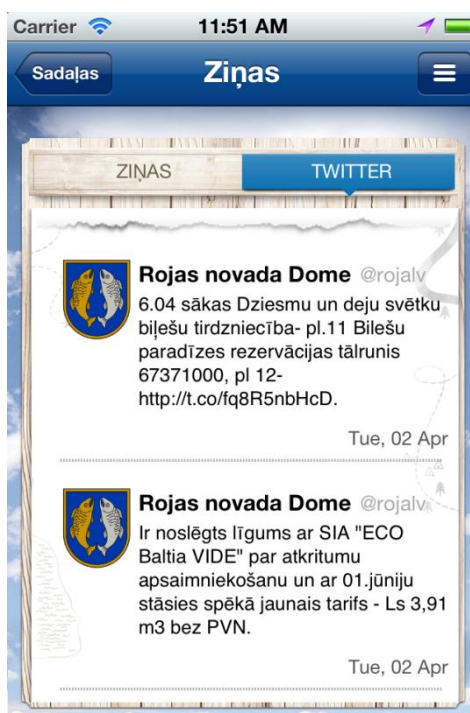 Carrier 11:51 AM
Sadaļas Ziņas
ZIŅAS TWITTER
Rojas novada Dome @rojalv
6.04 sākas Dziesmu un deju svētku
biļešu tirdzniecība- pl.11 Bilešu
paradīzes rezervācijas tālrunis
67371000, pl 12-
http://t.co/fq8R5nbHcD.
Tue, 02 Apr
Rojas novada Dome @rojalv
Ir noslēgts līgums ar SIA "ECO
Baltia VIDE" par atkritumu
apsaimniekošanu un ar 01.jūniju
stāsies spēkā jaunais tarifs - Ls 3,91
m3 bez PVN.
Tue, 02 Apr